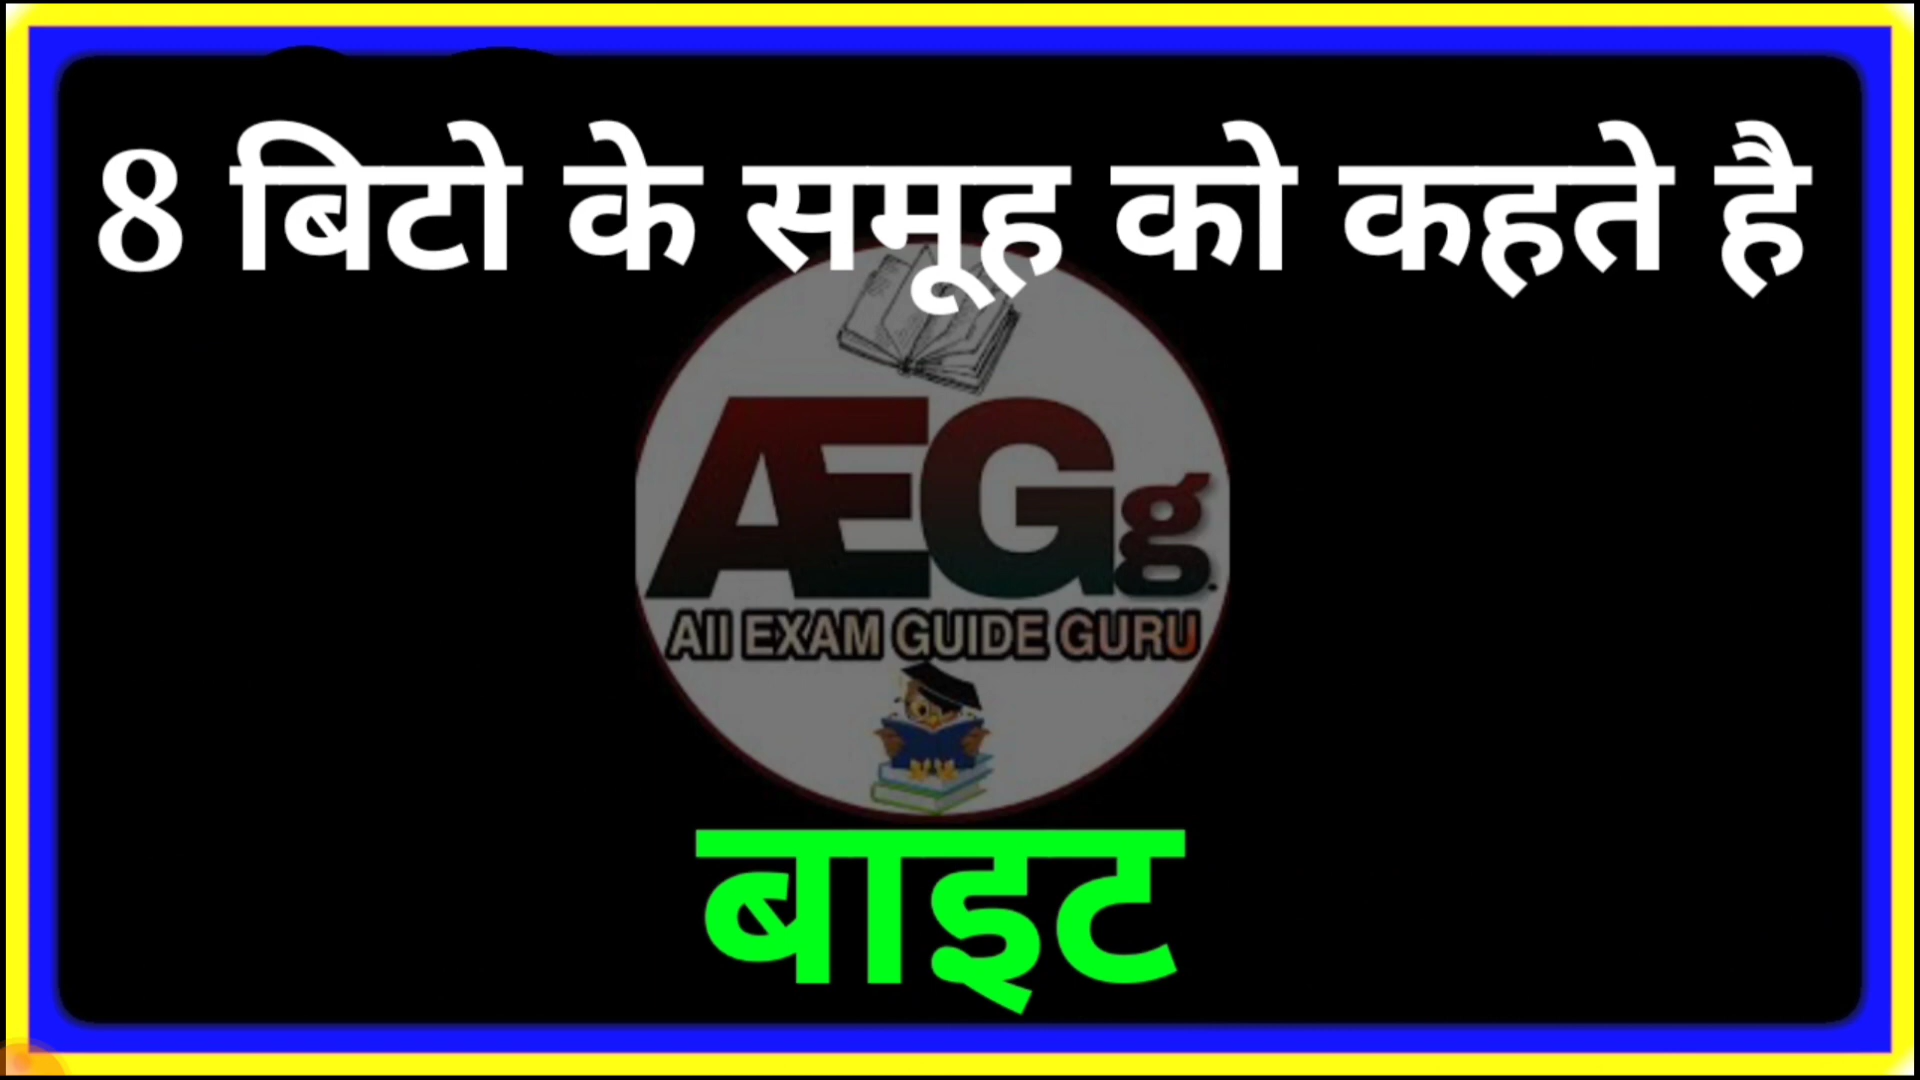 8 बिटो के समूह को कहते है
AEGg.
All EXAM GUIDE GURU
बाइट